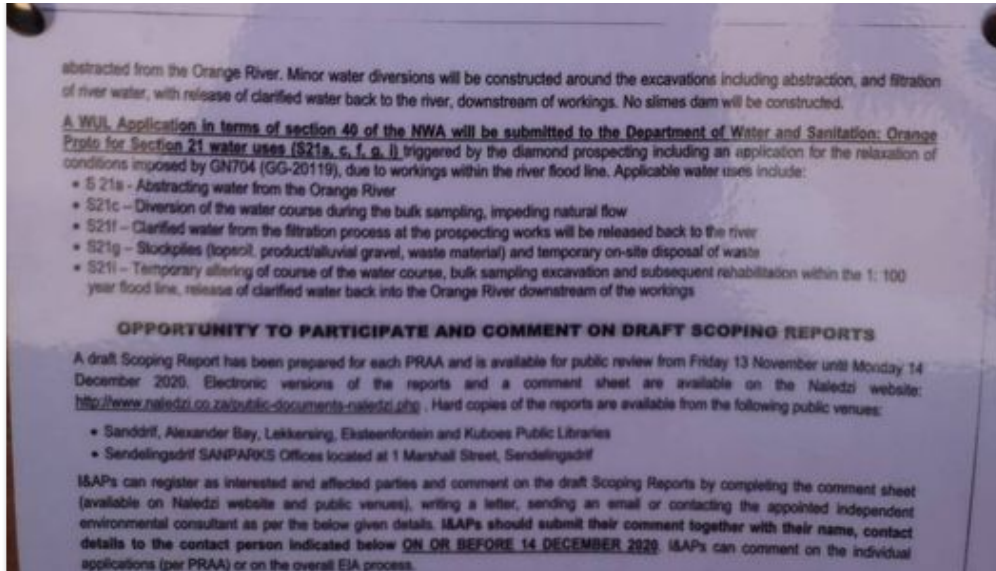 abstracted from the Orange River. Minor water diversions will be constructed around the excavations including abstraction, and filtration
of river water, with release of clarified water back to the river, downstream of workings. No slimes dam will be constructed.
A WUL Application in terms of section 40 of the NWA will be submitted to the Department of Water and Sanitation: Orange
Proto for Section 21 water uses (S21a, c, f, g, i) triggered by the diamond prospecting including an application for the relaxation of
conditions imposed by GN704 (GG-20119), due to workings within the river flood line. Applicable water uses include:
• S 21a - Abstracting water from the Orange River
• S21c – Diversion of the water course during the bulk sampling, impeding natural flow
• S21f – Clarified water from the filtration process at the prospecting works will be released back to the river
• S21g – Stockpiles (topsoil, product/alluvial gravel, waste material) and temporary on-site disposal of waste
• S21i – Temporary altering of course of the water course, bulk sampling excavation and subsequent rehabilitation within the 1: 100
year flood line, release of clarified water back into the Orange River downstream of the workings
OPPORTUNITY TO PARTICIPATE AND COMMENT ON DRAFT SCOPING REPORTS
A draft Scoping Report has been prepared for each PRAA and is available for public review from Friday 13 November until Monday 14
December 2020. Electronic versions of the reports and a comment sheet are available on the Naledzi website:
http://www.naledzi.co.za/public-documents-naledzi.php . Hard copies of the reports are available from the following public venues:
• Sanddrif, Alexander Bay, Lekkersing, Eksteenfontein and Kuboes Public Libraries
• Sendelingsdrif SANPARKS Offices located at 1 Marshall Street, Sendelingsdrif
I&APs can register as interested and affected parties and comment on the draft Scoping Reports by completing the comment sheet
(available on Naledzi website and public venues), writing a letter, sending an email or contacting the appointed independent
environmental consultant as per the below given details. I&APs should submit their comment together with their name, contact
details to the contact person indicated below ON OR BEFORE 14 DECEMBER 2020. I&APs can comment on the individual
applications (per PRAA) or on the overall EIA process.